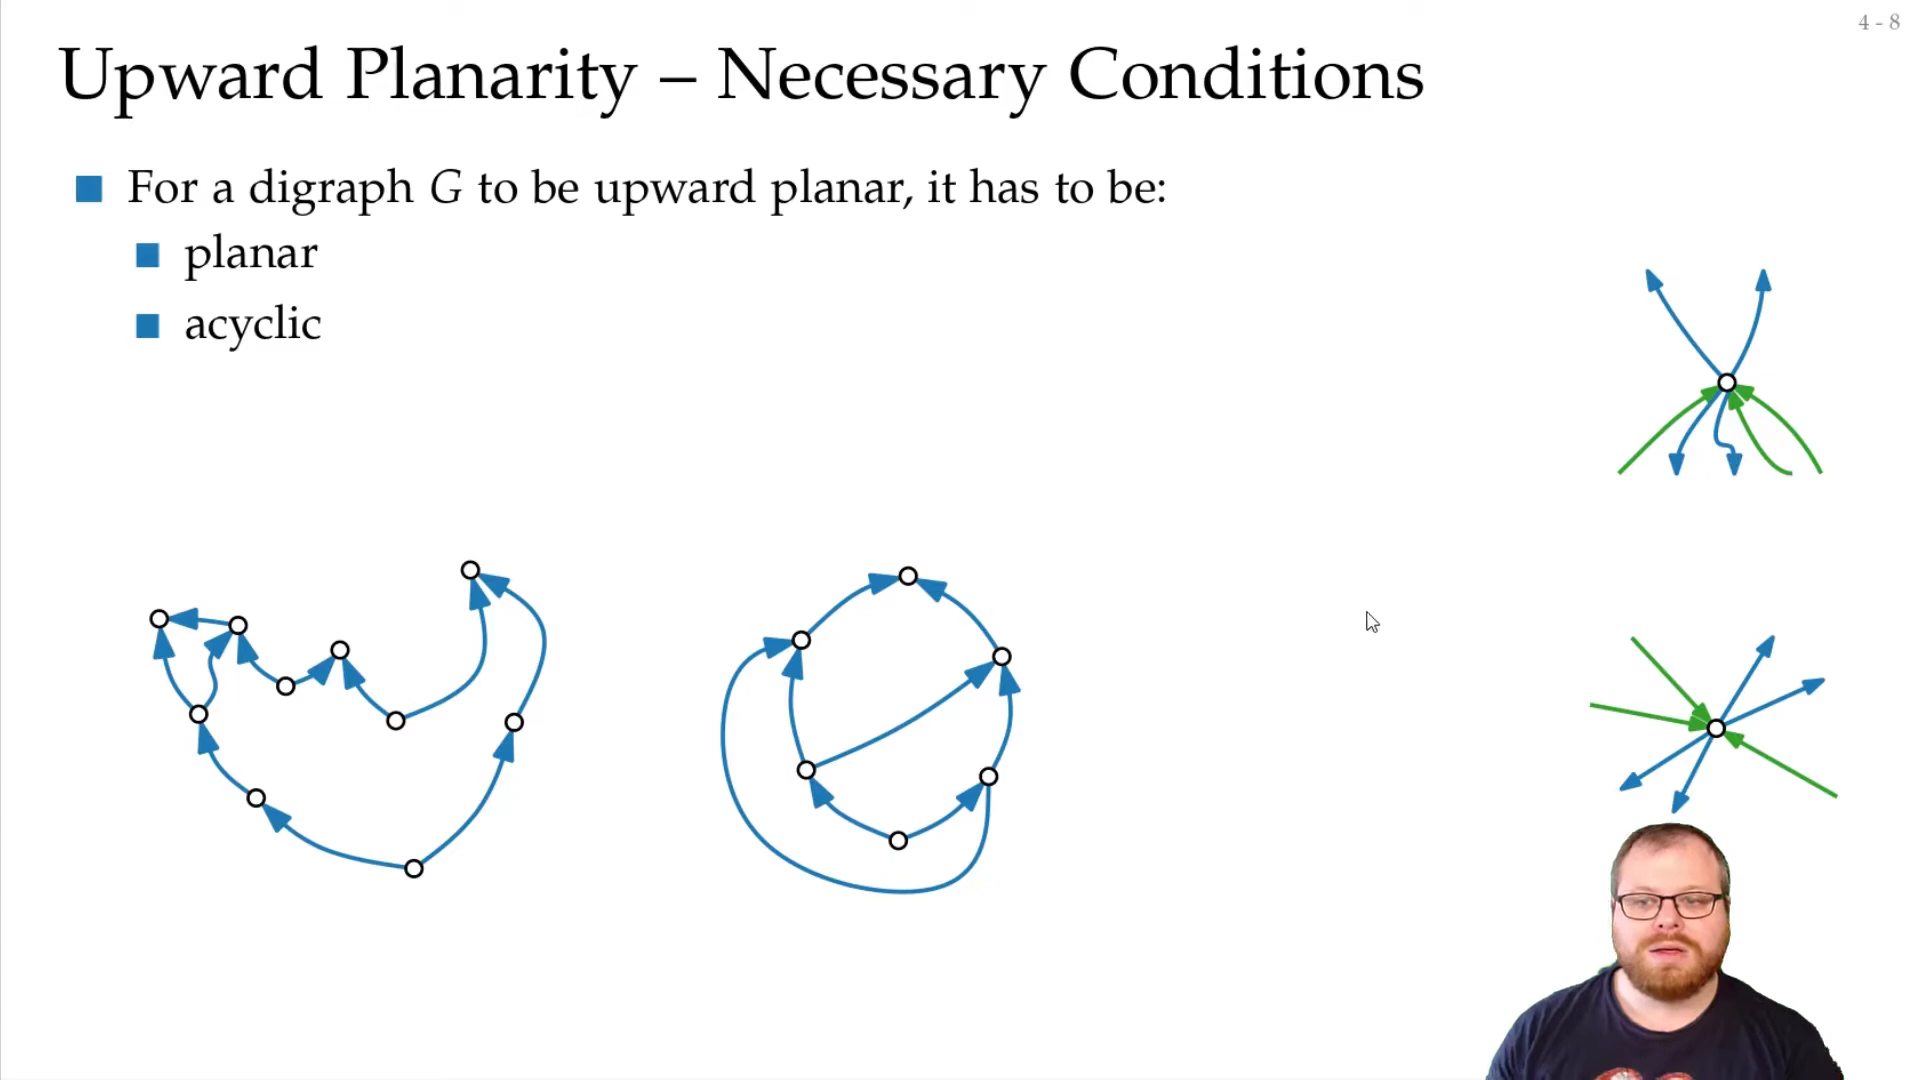 4 - 8
Upward Planarity – Necessary Conditions
For a digraph G to be upward planar, it has to be:
planar
acyclic